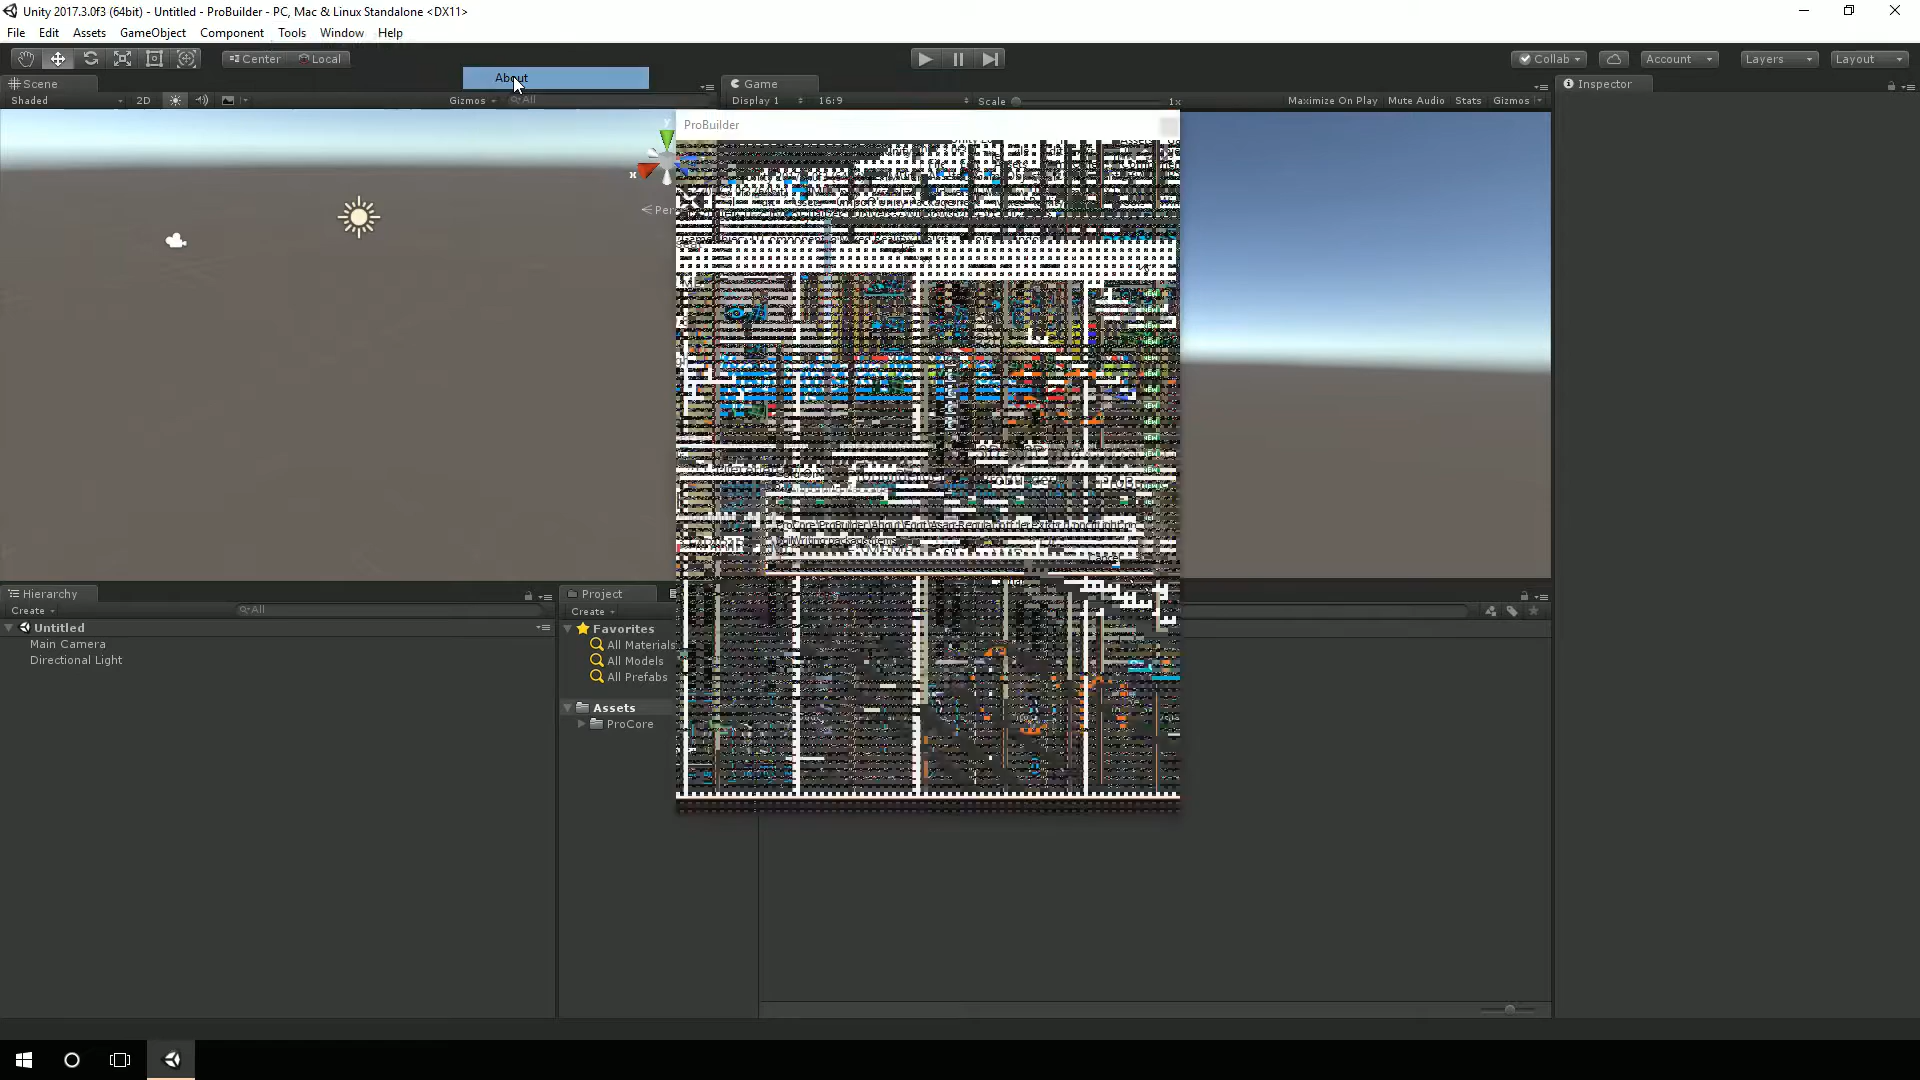 Unity 2017.3.0f3 (64bit) - Untitled - ProBuilder - PC, Mac & Linux Standalone <DX11>
File Edit Assets GameObject Component Tools Window Help
Center Local
Collab Account Layers Layout
About
Scene
Game
Inspector
Shaded 2D Gizmos All
Display 1 16:9 Scale 1x Maximize On Play Mute Audio Stats Gizmos
ProBuilder
y
x
Hierarchy
Project
Create All
Create
Untitled
Main Camera
Directional Light
Favorites
All Materials
All Models
All Prefabs
Assets
ProCore